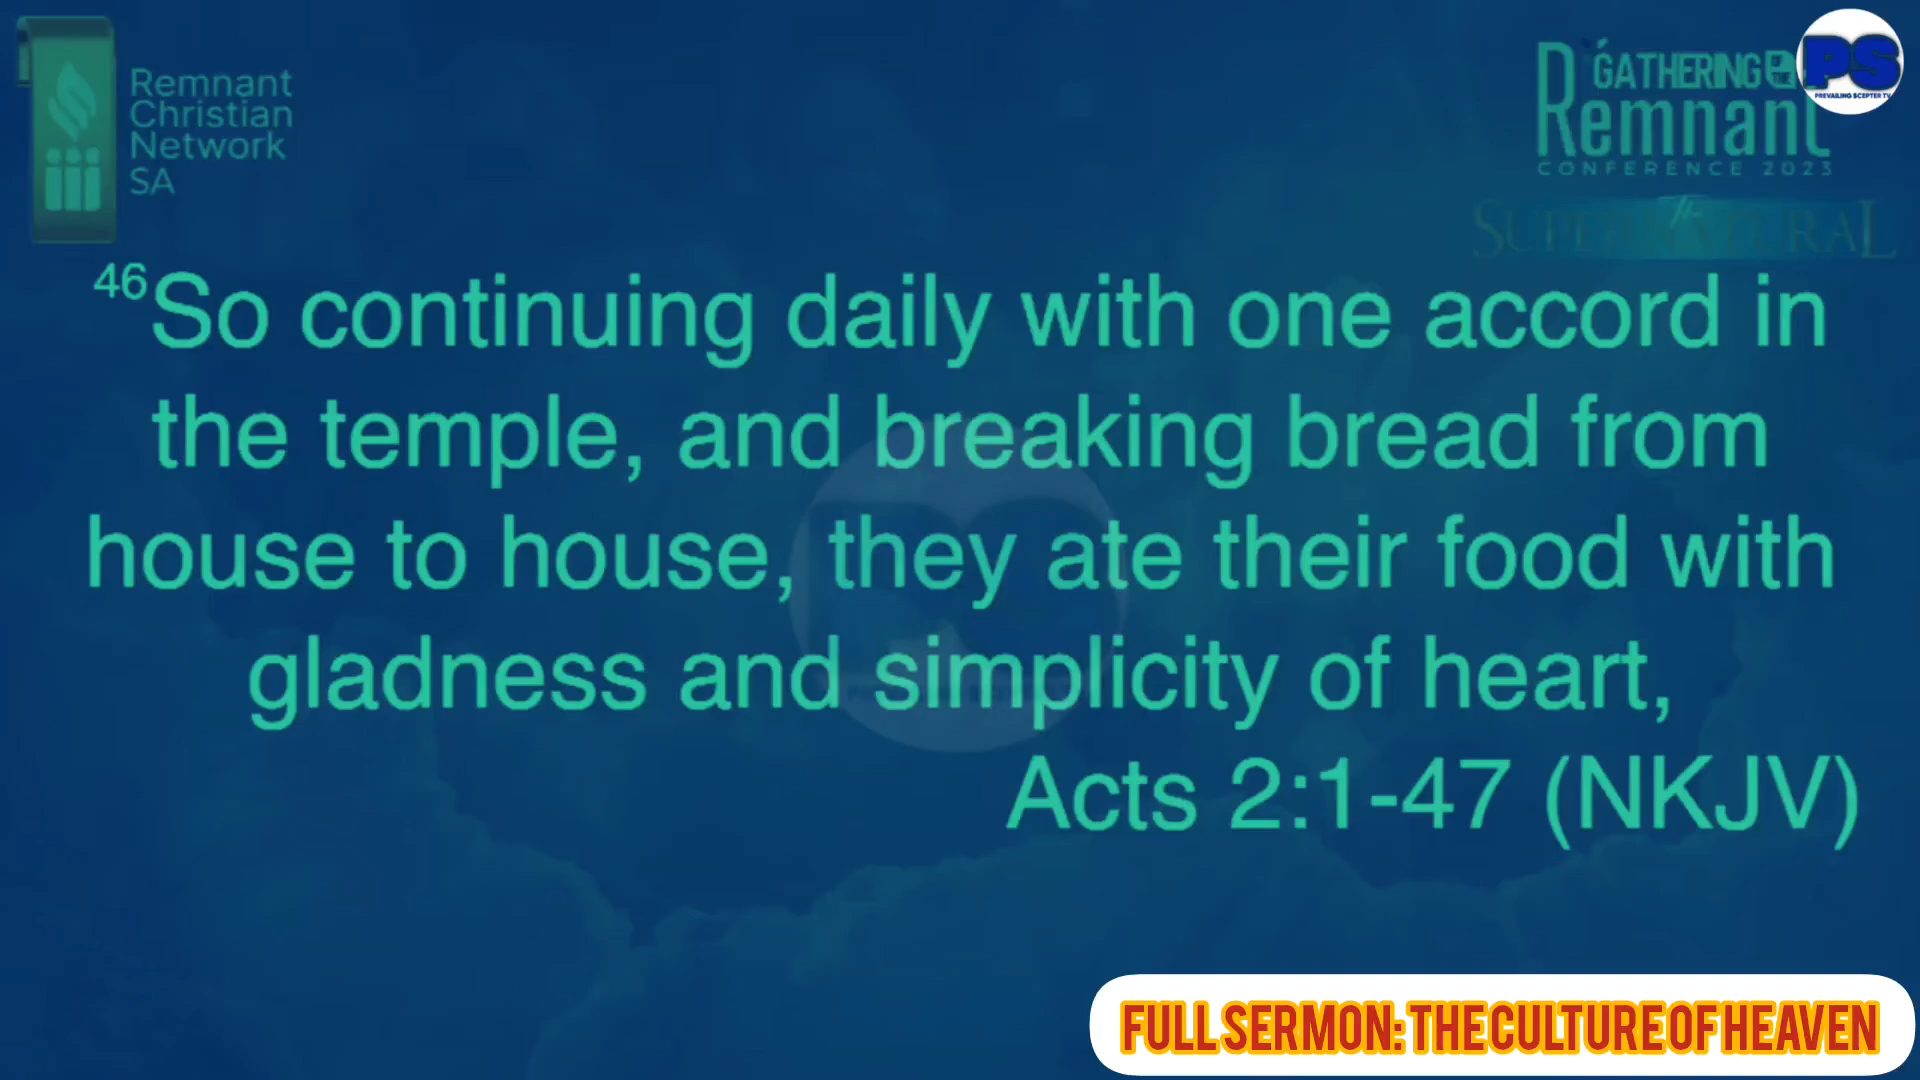 Remnant
Christian
Network
SA
GATHERING
Remnant
CONFERENCE 2023
The
SUPERNATURAL
PS
PREVAILING SCEPTER TV
46So continuing daily with one accord in
the temple, and breaking bread from
house to house, they ate their food with
gladness and simplicity of heart,
Acts 2:1-47 (NKJV)
FULL SERMON: THE CULTURE OF HEAVEN